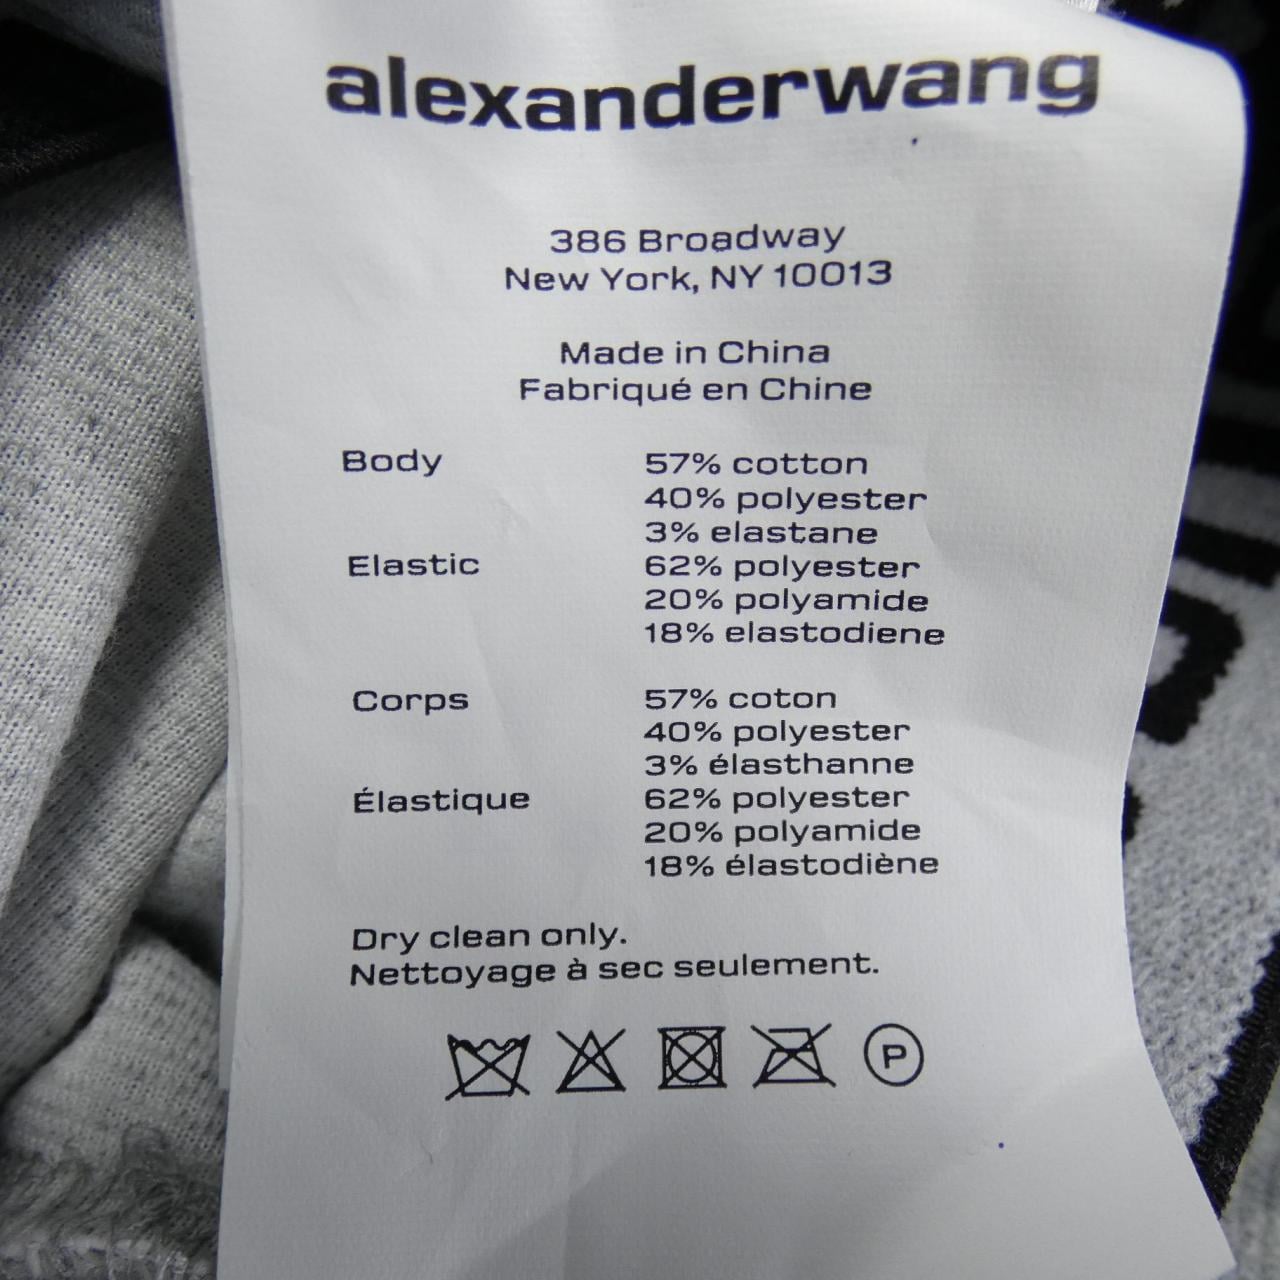 alexanderwang
386 Broadway
New York, NY 10013
Made in China
Fabriqué en Chine
Body 57% cotton
40% polyester
3% elastane
Elastic 62% polyester
20% polyamide
18% elastodiene
Corps 57% coton
40% polyester
3% élasthanne
Élastique 62% polyester
20% polyamide
18% élastodiène
Dry clean only.
Nettoyage à sec seulement.
P